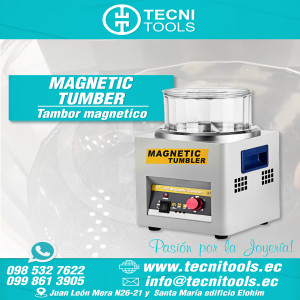 TECNI
TOOLS
MAGNETIC
TUMBER
Tambor magnetico
MAGNETIC
TUMBLER
Pasión por la Joyería!
098 532 7622
099 861 3905
www.tecnitools.ec
info@tecnitools.ec
Juan León Mera N26-21 y Santa María edificio Elohim